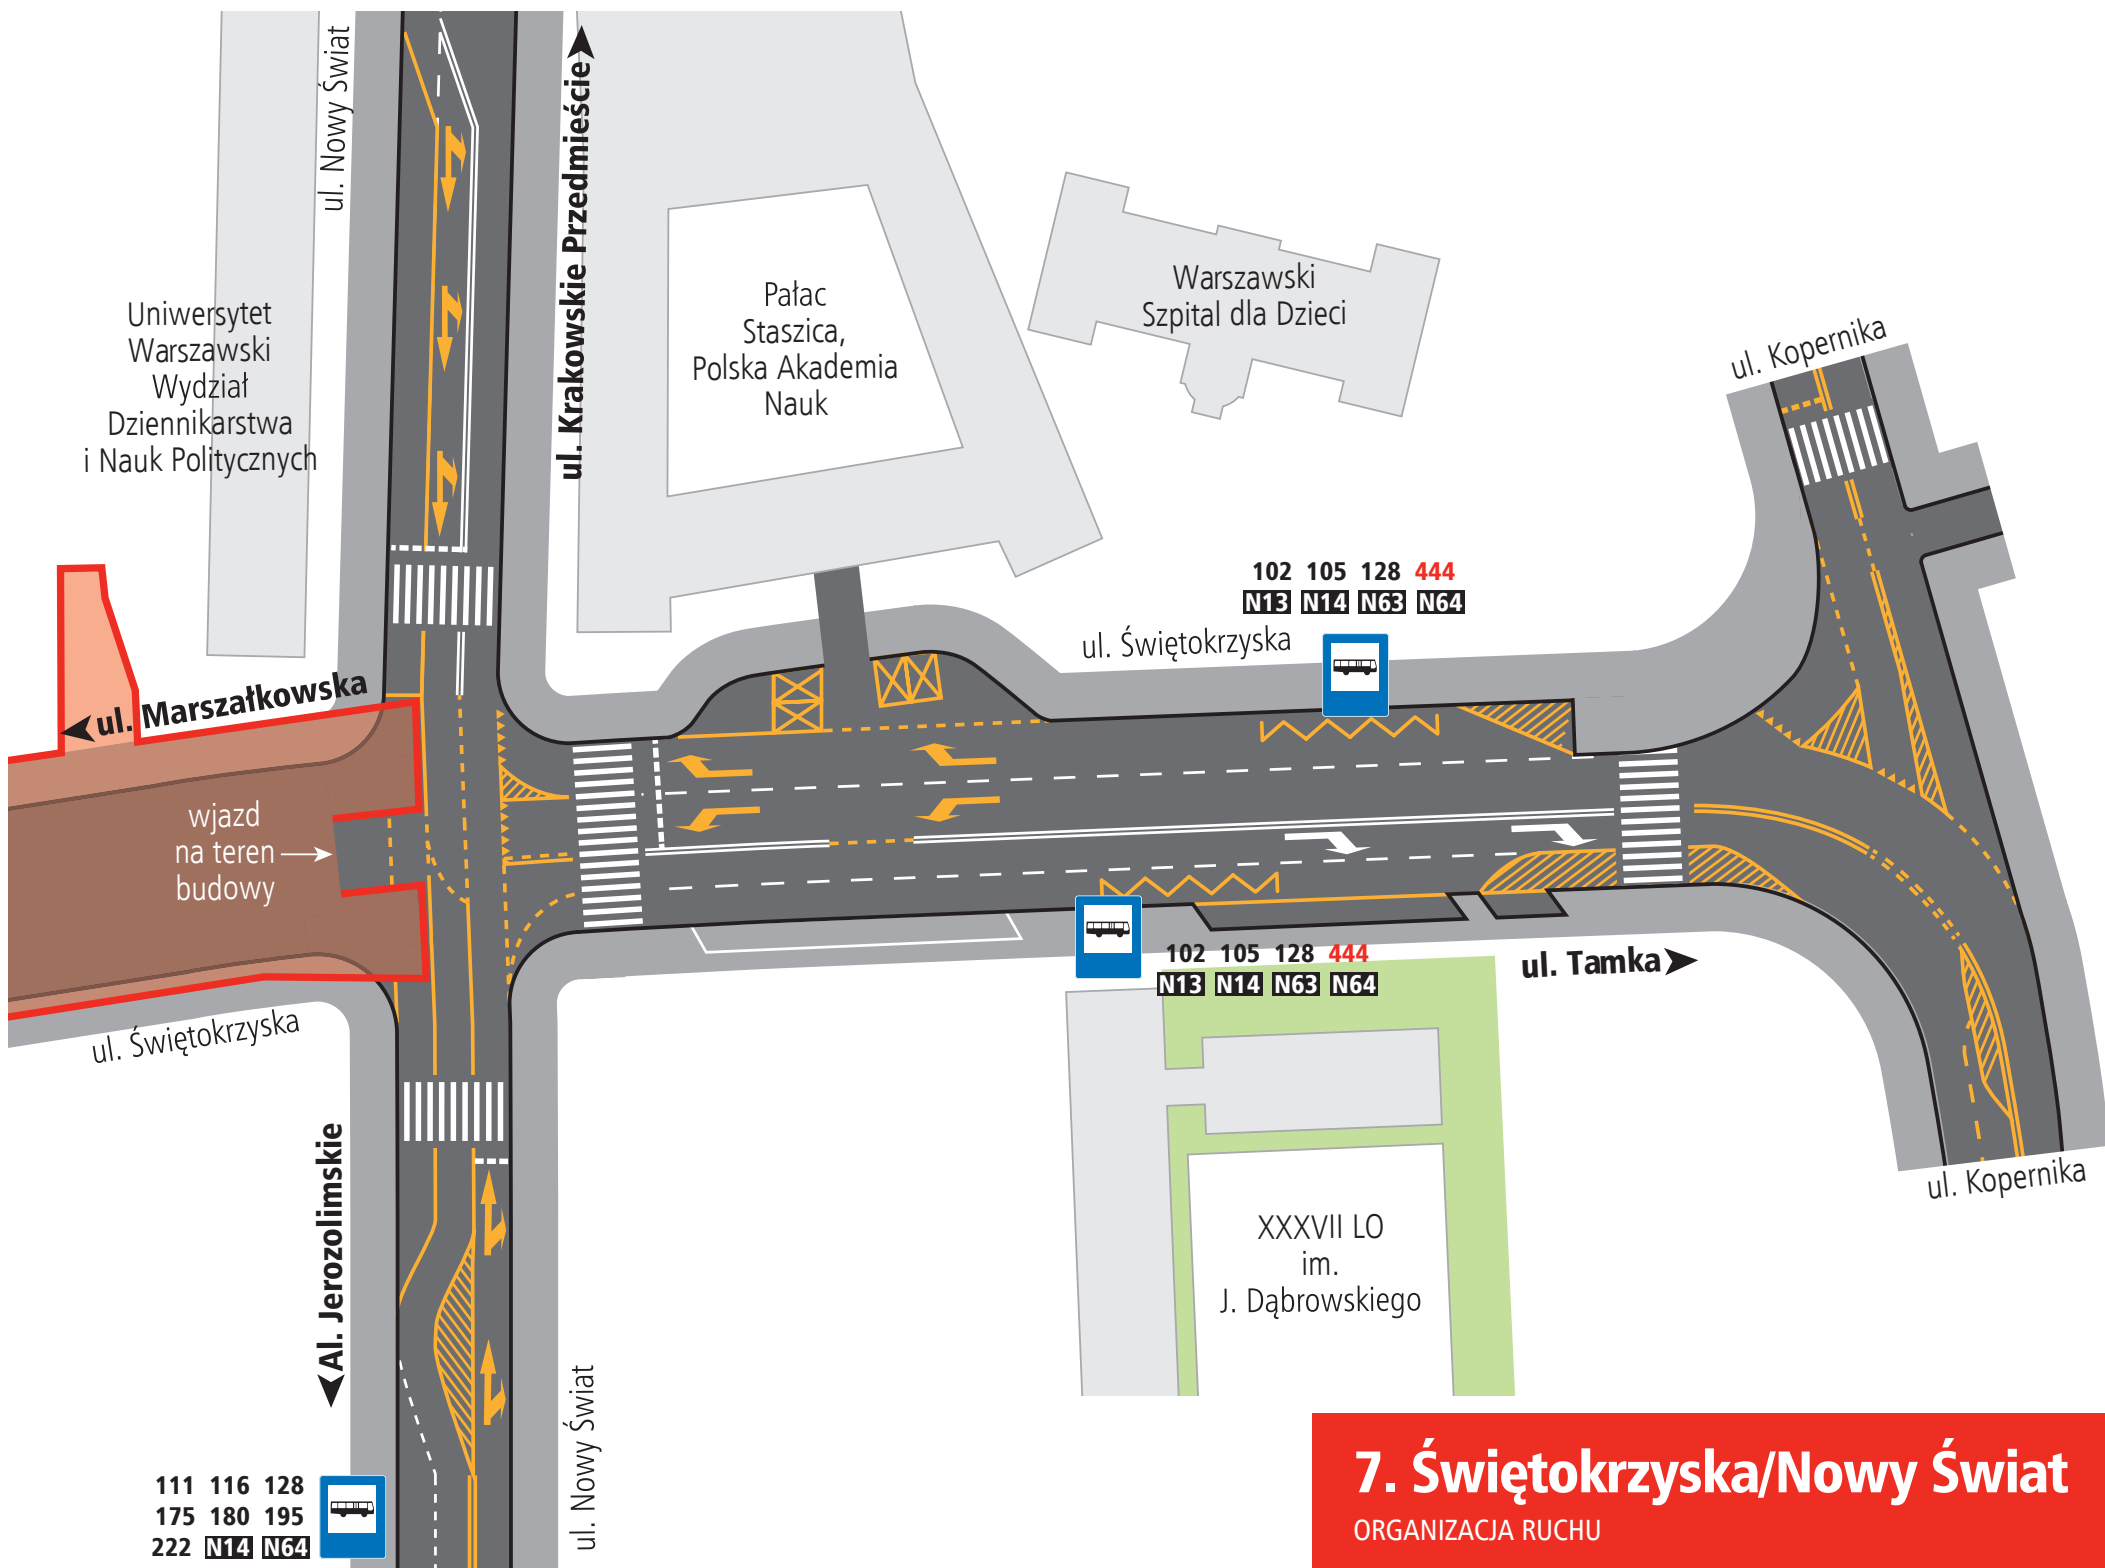 ul. Nowy Świat
ul. Krakowskie Przedmieście
Uniwersytet
Warszawski
Wydział
Dziennikarstwa
i Nauk Politycznych
Pałac
Staszica,
Polska Akademia
Nauk
Warszawski
Szpital dla Dzieci
ul. Kopernika
102 105 128 444
N13 N14 N63 N64
ul. Świętokrzyska
ul. Marszałkowska
wjazd
na teren
budowy
ul. Świętokrzyska
102 105 128 444
N13 N14 N63 N64
ul. Tamka
ul. Kopernika
Al. Jerozolimskie
XXXVII LO
im.
J. Dąbrowskiego
ul. Nowy Świat
111 116 128
175 180 195
222 N14 N64
7. Świętokrzyska/Nowy Świat
ORGANIZACJA RUCHU